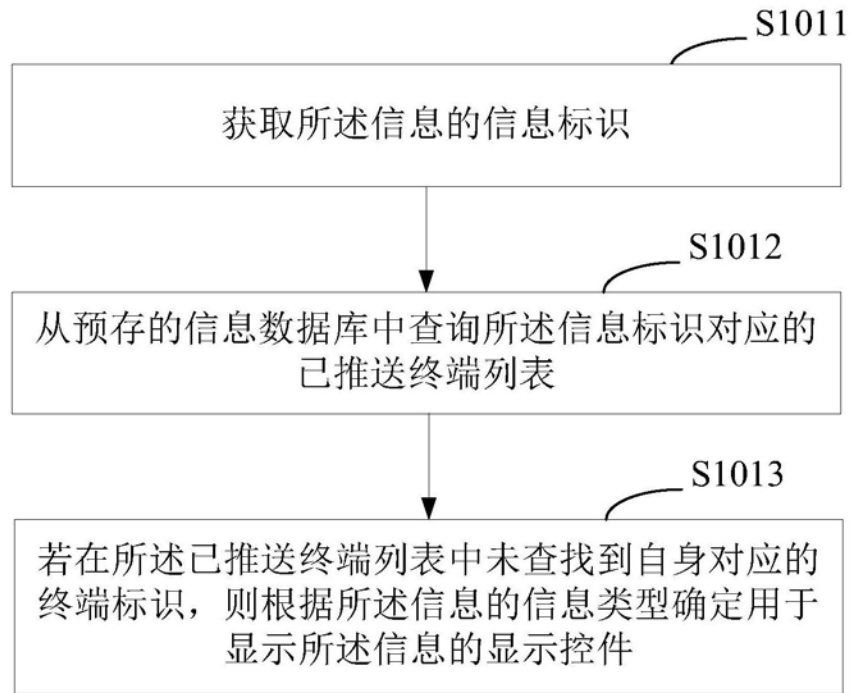 S1011
获取所述信息的信息标识
S1012
从预存的信息数据库中查询所述信息标识对应的
已推送终端列表
S1013
若在所述已推送终端列表中未查找到自身对应的
终端标识，则根据所述信息的信息类型确定用于
显示所述信息的显示控件